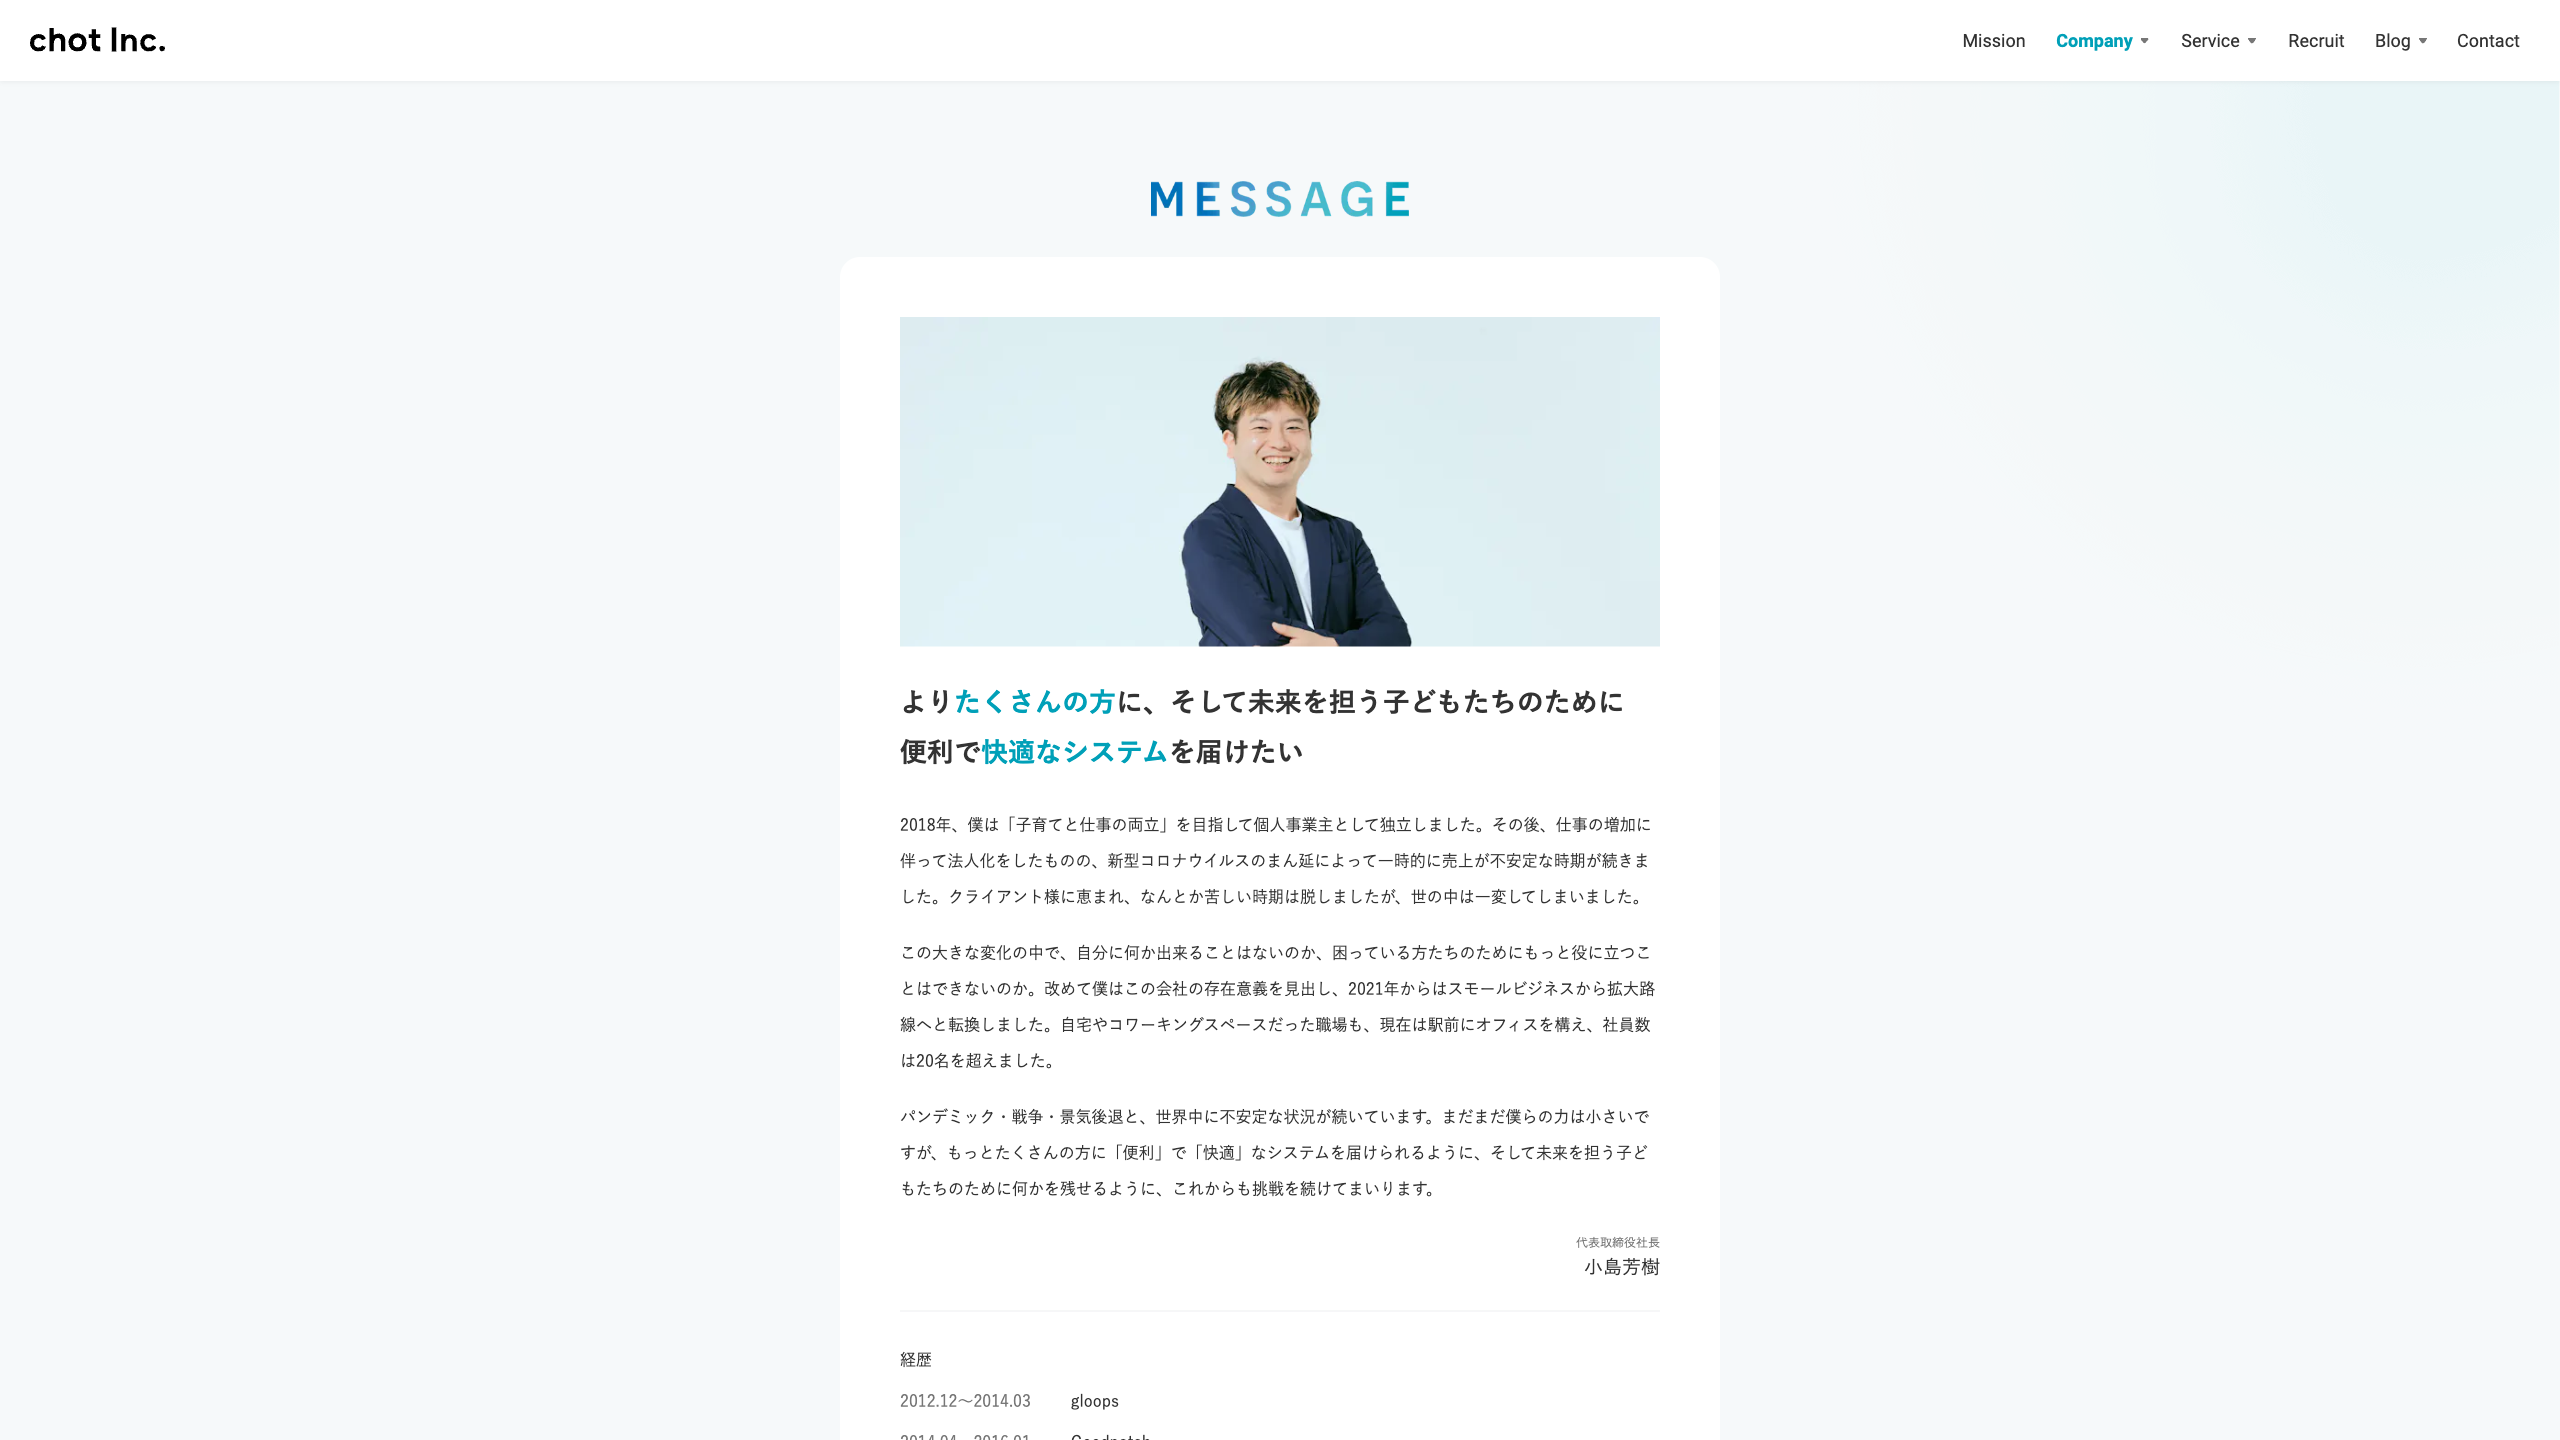 chot Inc.
Mission
Company
Service
Recruit
Blog
Contact
MESSAGE
よりたくさんの方に、そして未来を担う子どもたちのために
便利で快適なシステムを届けたい
2018年、僕は「子育てと仕事の両立」を目指して個人事業主として独立しました。その後、仕事の増加に
伴って法人化をしたものの、新型コロナウイルスのまん延によって一時的に売上が不安定な時期が続きま
した。クライアント様に恵まれ、なんとか苦しい時期は脱しましたが、世の中は一変してしまいました。
この大きな変化の中で、自分に何か出来ることはないのか、困っている方たちのためにもっと役に立つこ
とはできないのか。改めて僕はこの会社の存在意義を見出し、2021年からはスモールビジネスから拡大路
線へと転換しました。自宅やコワーキングスペースだった職場も、現在は駅前にオフィスを構え、社員数
は20名を超えました。
パンデミック・戦争・景気後退と、世界中に不安定な状況が続いています。まだまだ僕らの力は小さいで
すが、もっとたくさんの方に「便利」で「快適」なシステムを届けられるように、そして未来を担う子ど
もたちのために何かを残せるように、これからも挑戦を続けてまいります。
代表取締役社長
小島芳樹
経歴
2012.12〜2014.03 gloops